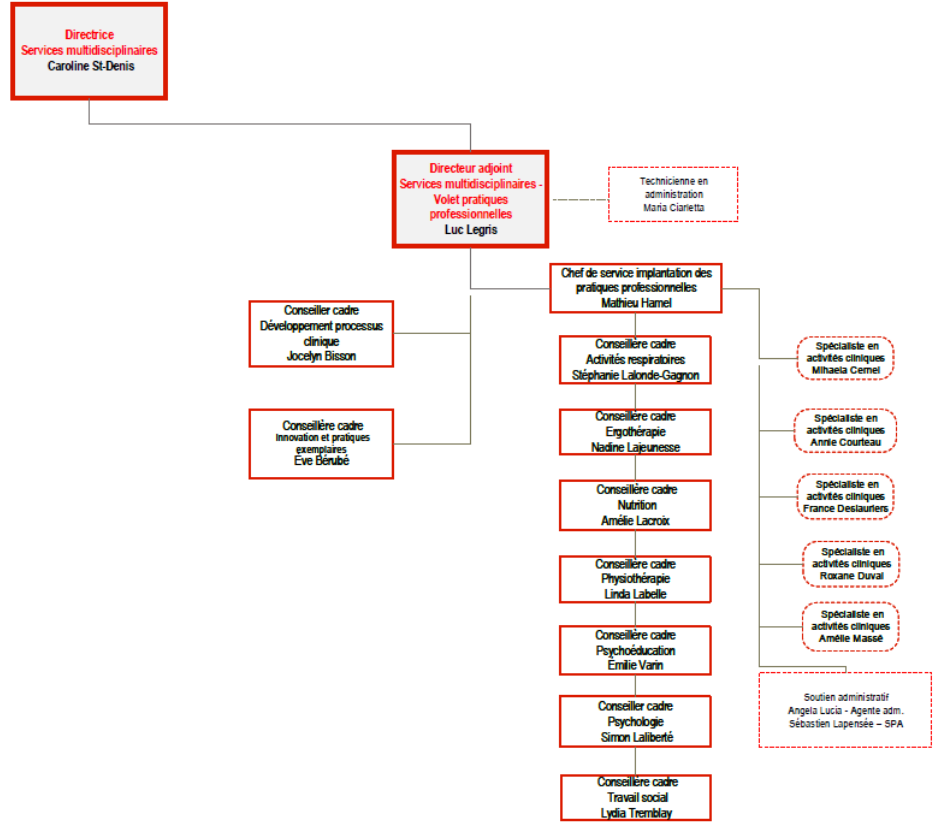 Directrice
Services multidisciplinaires
Caroline St-Denis
Directeur adjoint
Services multidisciplinaires -
Volet pratiques
professionnelles
Luc Legris
Technicienne en
administration
Maria Ciarletta
Chef de service implantation des
pratiques professionnelles
Mathieu Hamel
Conseiller cadre
Développement processus
clinique
Jocelyn Bisson
Conseillère cadre
Innovation et pratiques
exemplaires
Ève Bérubé
Conseillère cadre
Activités respiratoires
Stéphanie Lalonde-Gagnon
Conseillère cadre
Ergothérapie
Nadine Lajeunesse
Conseillère cadre
Nutrition
Amélie Lacroix
Conseillère cadre
Physiothérapie
Linda Labelle
Conseillère cadre
Psychoéducation
Émilie Varin
Conseiller cadre
Psychologie
Simon Laliberté
Conseillère cadre
Travail social
Lydia Tremblay
Spécialiste en
activités cliniques
Mihaela Cernei
Spécialiste en
activités cliniques
Annie Courteau
Spécialiste en
activités cliniques
France Deslauriers
Spécialiste en
activités cliniques
Roxane Duval
Spécialiste en
activités cliniques
Amélie Massé
Soutien administratif
Angela Lucia - Agente adm.
Sébastien Lapensée – SPA